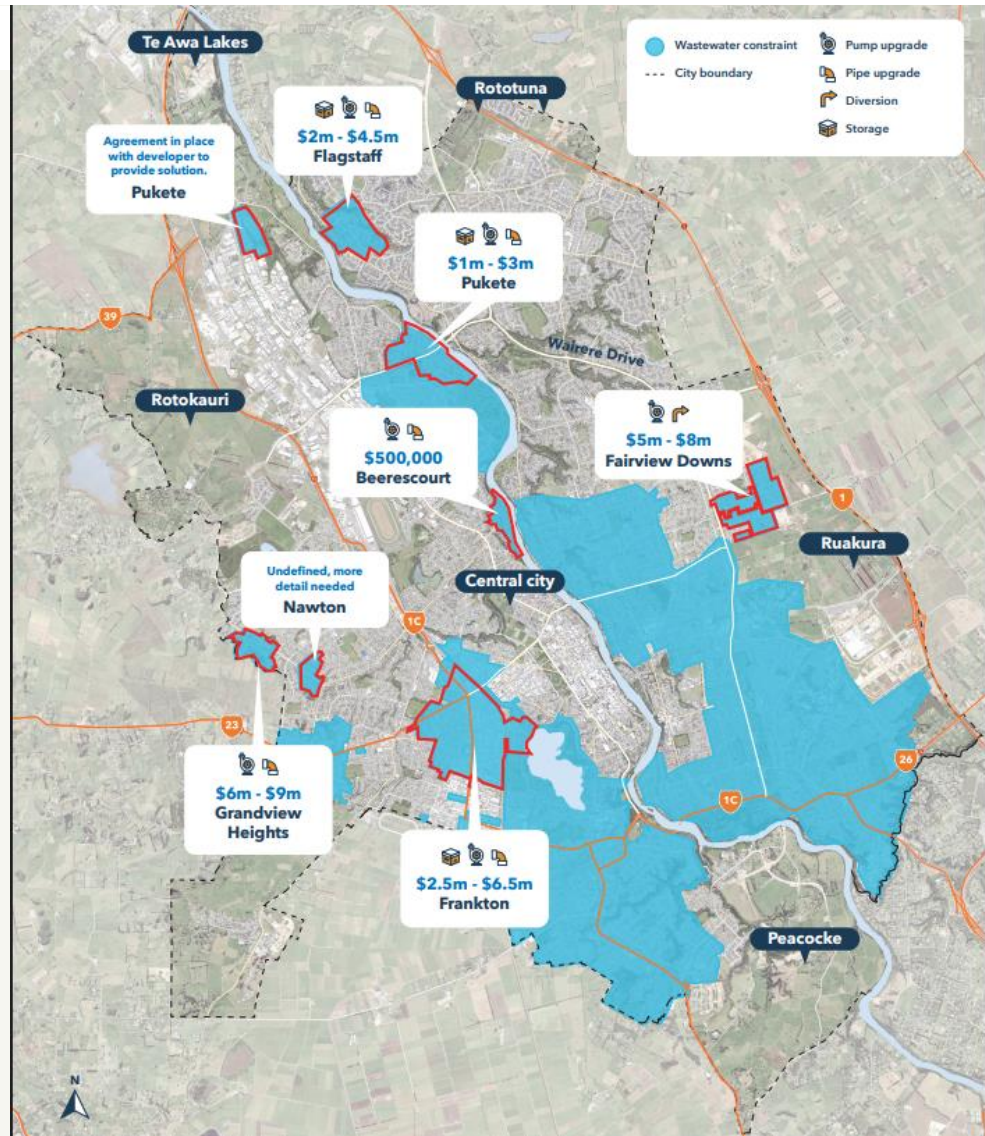 Te Awa Lakes
Rototuna
Wastewater constraint
City boundary
Pump upgrade
Pipe upgrade
Diversion
Storage
$2m - $4.5m
Flagstaff
Agreement in place
with developer to
provide solution.
Pukete
$1m - $3m
Pukete
39
Wairere Drive
Rotokauri
$500,000
Beerescourt
$5m - $8m
Fairview Downs
1
Ruakura
Central city
Undefined, more
detail needed
Nawton
1C
23
$6m - $9m
Grandview
Heights
26
1C
$2.5m - $6.5m
Frankton
Peacocke
N